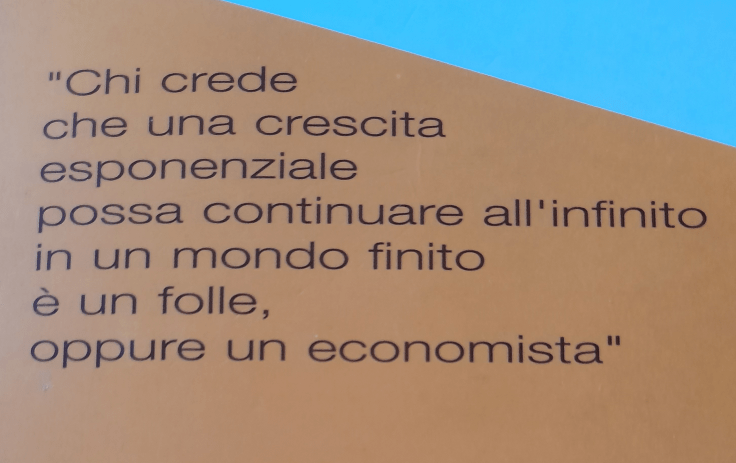 "Chi crede
che una crescita
esponenziale
possa continuare all'infinito
in un mondo finito
è un folle,
oppure un economista"